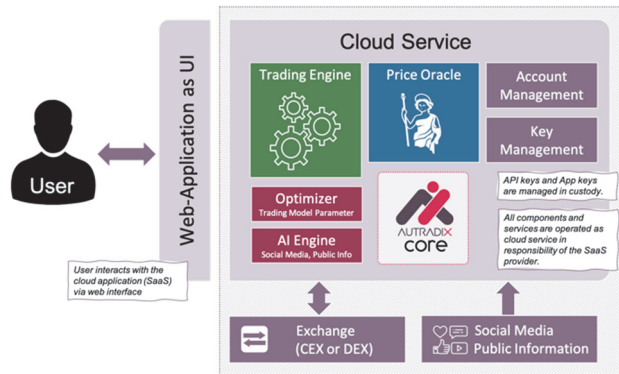 Cloud Service
Trading Engine
Price Oracle
Account
Management
Key
Management
User
Web-Application as UI
API keys and App keys
are managed in custody.
Optimizer
Trading Model Parameter
AUTRADIX
core
All components and
services are operated as
cloud service in
responsibility of the SaaS
provider.
AI Engine
Social Media, Public Info
User interacts with the
cloud application (SaaS)
via web interface
Exchange
(CEX or DEX)
Social Media
Public Information